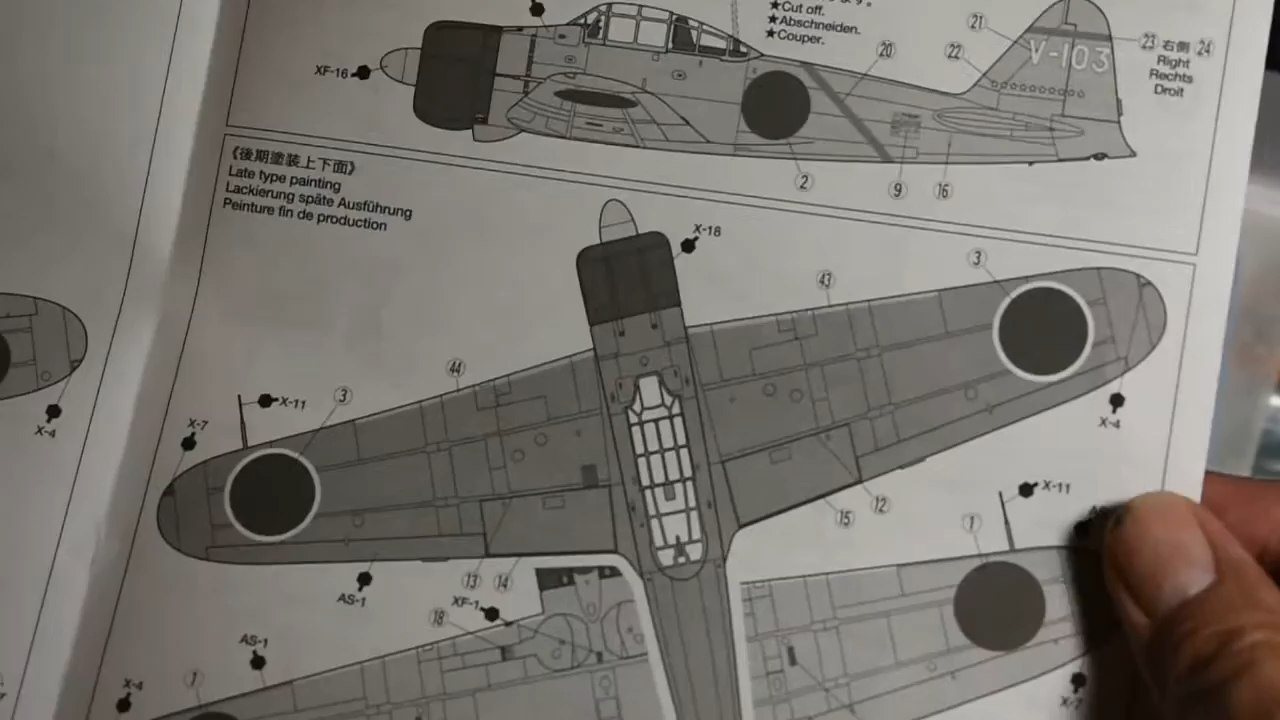 ★Cut off.
★Abschneiden.
★Couper.
XF-16
V-103
21
22
20
23 右側 24
Right
Rechts
Droit
2
9
16
《後期塗装上下面》
Late type painting
Lackierung späte Ausführung
Peinture fin de production
X-18
3
43
44
X-11
3
X-7
X-4
X-4
12
15
X-11
1
13
14
AS-1
XF-1
18
AS-1
1
X-4
X-7